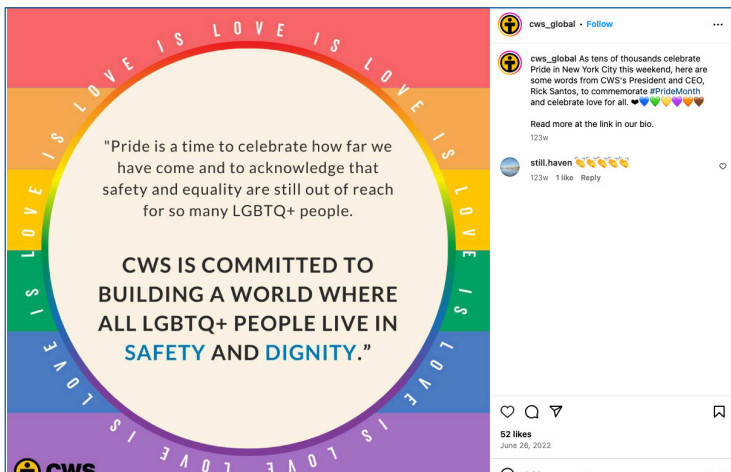 LOVE IS LOVE IS LOVE IS LOVE IS LOVE IS LOVE IS LOVE IS LOVE IS
"Pride is a time to celebrate how far we
have come and to acknowledge that
safety and equality are still out of reach
for so many LGBTQ+ people.
CWS IS COMMITTED TO
BUILDING A WORLD WHERE
ALL LGBTQ+ PEOPLE LIVE IN
SAFETY AND DIGNITY."
CWS
cws_global • Follow
cws_global As tens of thousands celebrate
Pride in New York City this weekend, here are
some words from CWS's President and CEO,
Rick Santos, to commemorate #PrideMonth
and celebrate love for all. 🖤💙💚💛💜🧡🤎
Read more at the link in our bio.
123w
still.haven 👏👏👏👏👏
123w 1 like Reply
52 likes
June 26, 2022